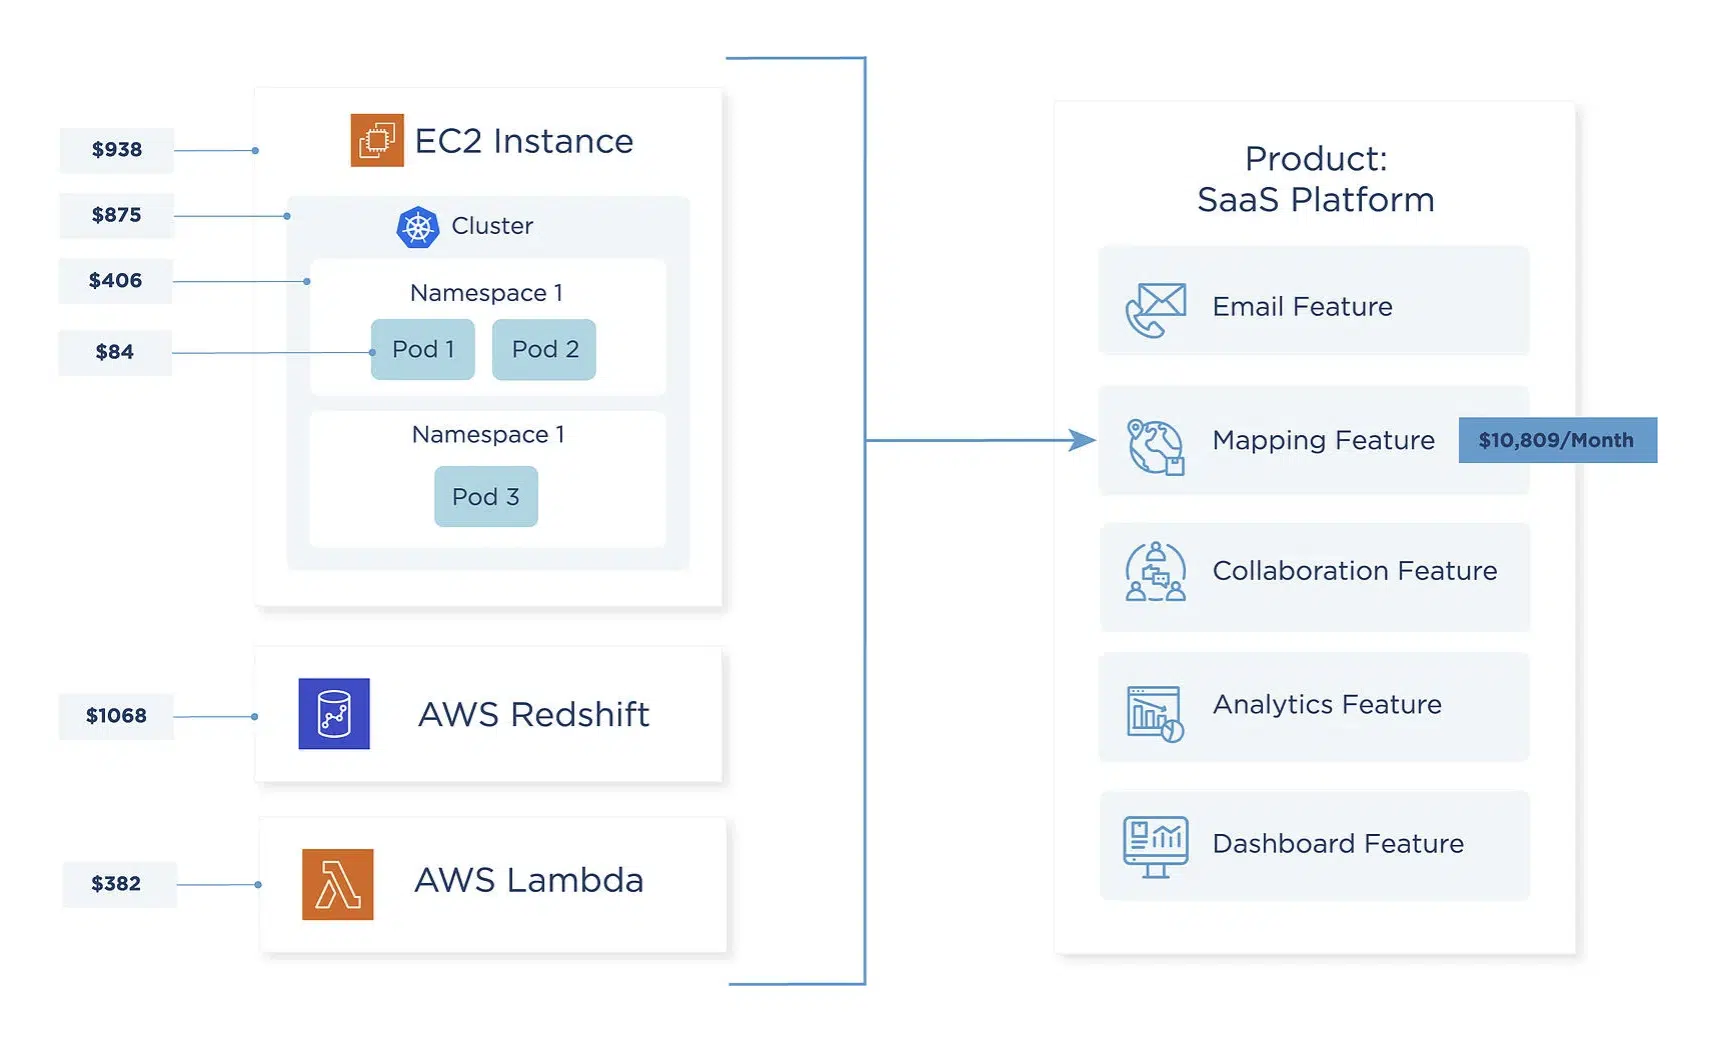 $938
$875
$406
$84
$1068
$382
EC2 Instance
Cluster
Namespace 1
Pod 1
Pod 2
Namespace 1
Pod 3
AWS Redshift
AWS Lambda
Product:
SaaS Platform
Email Feature
Mapping Feature
$10,809/Month
Collaboration Feature
Analytics Feature
Dashboard Feature